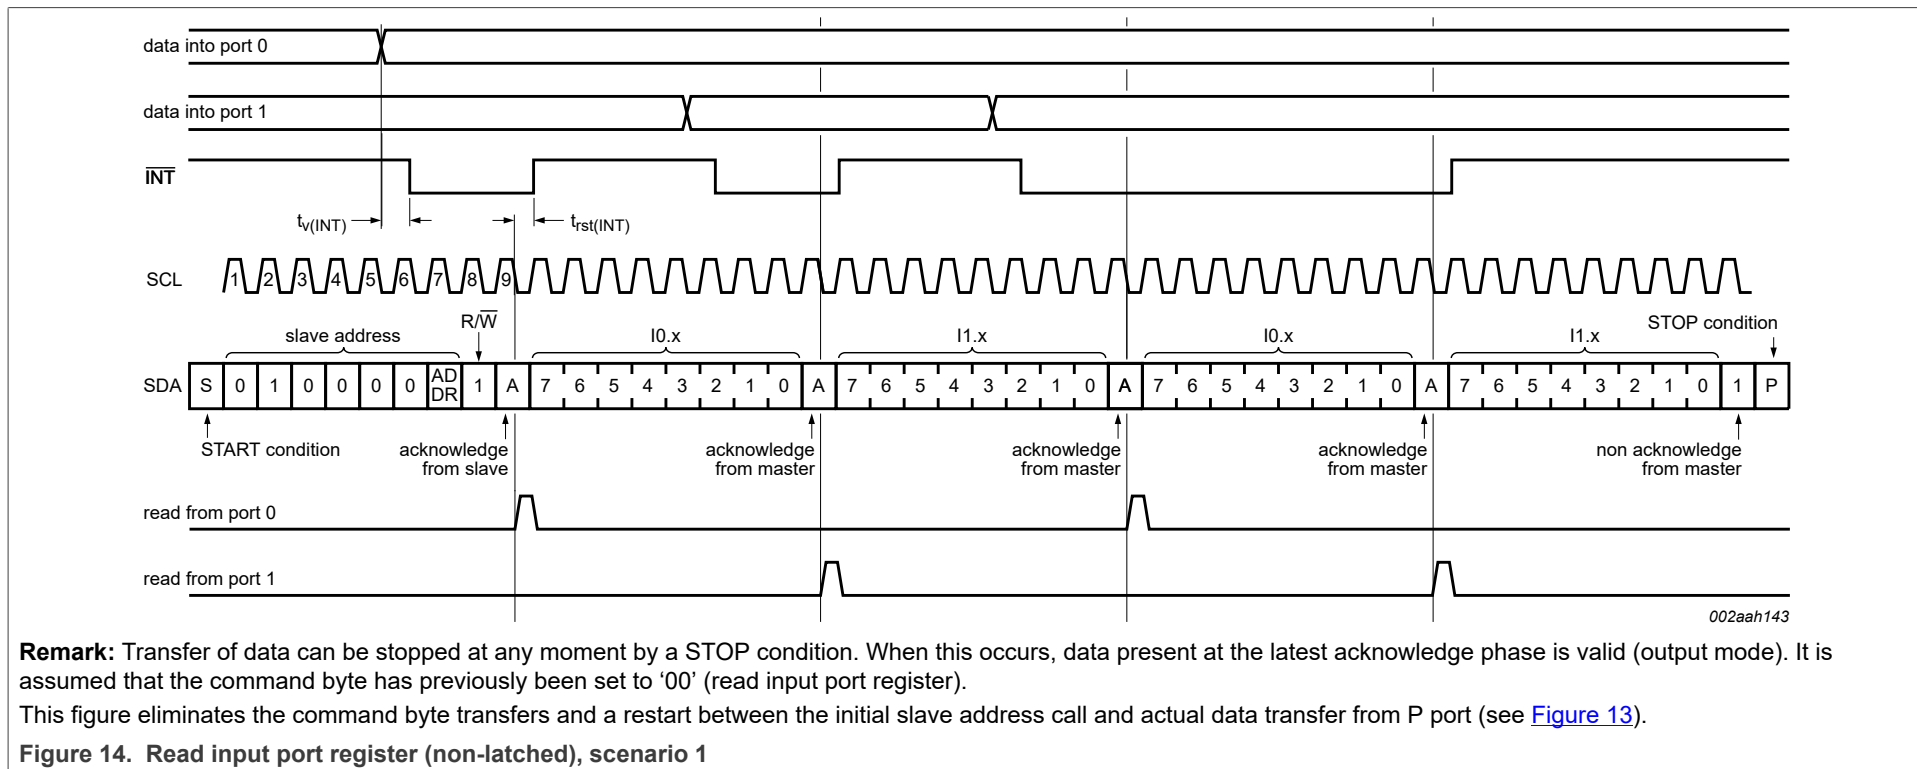 data into port 0
data into port 1
INT
tv(INT)
trst(INT)
SCL
1 2 3 4 5 6 7 8 9
R/W
slave address
I0.x
I1.x
I0.x
I1.x
STOP condition
SDA S 0 1 0 0 0 0 AD DR 1 A 7 6 5 4 3 2 1 0 A 7 6 5 4 3 2 1 0 A 7 6 5 4 3 2 1 0 A 7 6 5 4 3 2 1 0 1 P
START condition
acknowledge
from slave
acknowledge
from master
acknowledge
from master
acknowledge
from master
non acknowledge
from master
read from port 0
read from port 1
002aah143
Remark: Transfer of data can be stopped at any moment by a STOP condition. When this occurs, data present at the latest acknowledge phase is valid (output mode). It is
assumed that the command byte has previously been set to ‘00’ (read input port register).
This figure eliminates the command byte transfers and a restart between the initial slave address call and actual data transfer from P port (see Figure 13).
Figure 14. Read input port register (non-latched), scenario 1